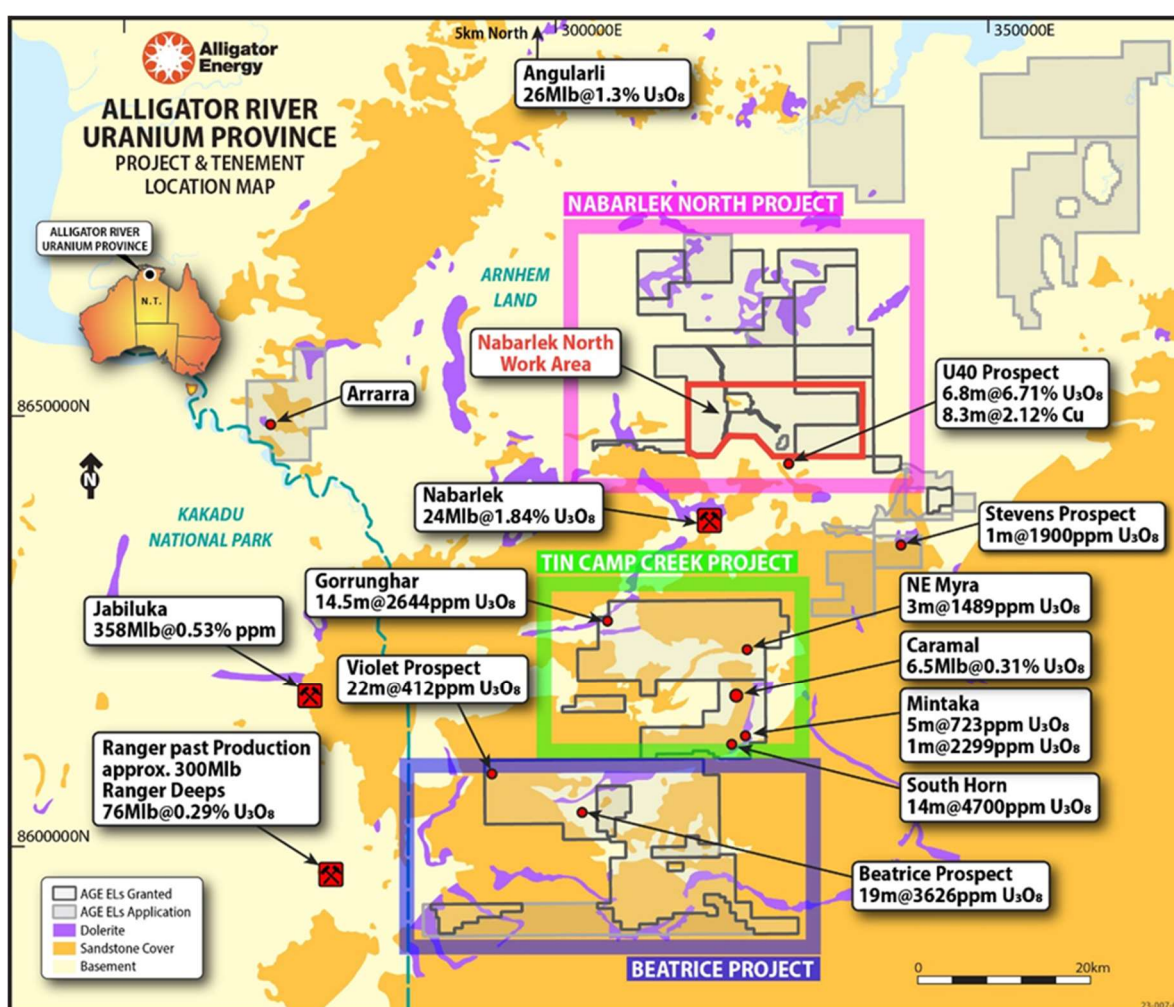 Alligator
Energy
ALLIGATOR RIVER
URANIUM PROVINCE
PROJECT & TENEMENT
LOCATION MAP
ALLIGATOR RIVER
URANIUM PROVINCE
N.T.
5km North
300000E
350000E
Angularli
26Mlb@1.3% U₃O₈
NABARLEK NORTH PROJECT
ARNHEM
LAND
Nabarlek North
Work Area
U40 Prospect
6.8m@6.71% U₃O₈
8.3m@2.12% Cu
Arrarra
8650000N
N
KAKADU
NATIONAL PARK
Nabarlek
24Mlb@1.84% U₃O₈
Stevens Prospect
1m@1900ppm U₃O₈
TIN CAMP CREEK PROJECT
Gorrunghar
14.5m@2644ppm U₃O₈
NE Myra
3m@1489ppm U₃O₈
Jabiluka
358Mlb@0.53% ppm
Caramal
6.5Mlb@0.31% U₃O₈
Violet Prospect
22m@412ppm U₃O₈
Mintaka
5m@723ppm U₃O₈
1m@2299ppm U₃O₈
Ranger past Production
approx. 300Mlb
Ranger Deeps
76Mlb@0.29% U₃O₈
South Horn
14m@4700ppm U₃O₈
8600000N
Beatrice Prospect
19m@3626ppm U₃O₈
AGE ELs Granted
AGE ELs Application
Dolerite
Sandstone Cover
Basement
BEATRICE PROJECT
0
20km